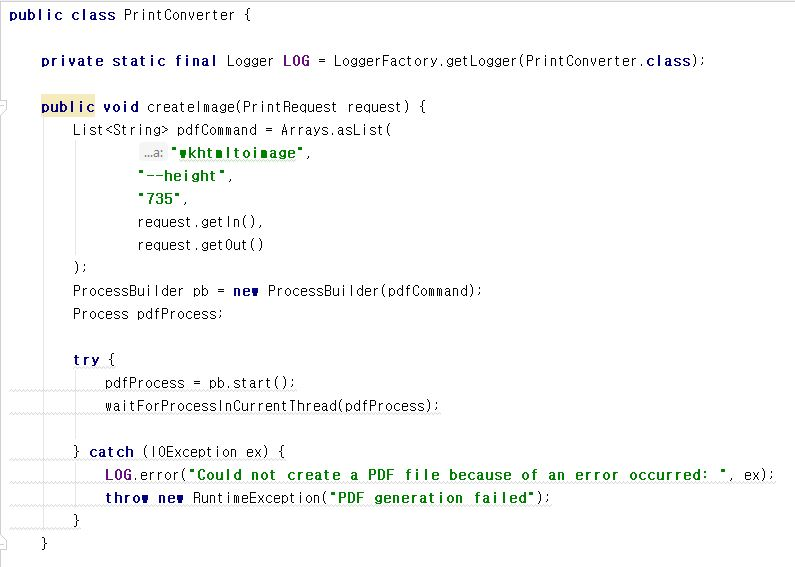 public class PrintConverter {
private static final Logger LOG = LoggerFactory.getLogger(PrintConverter.class);
public void createImage(PrintRequest request) {
List<String> pdfCommand = Arrays.asList(
...a: "wkhtmltoimage",
"--height",
"735",
request.getIn(),
request.getOut()
);
ProcessBuilder pb = new ProcessBuilder(pdfCommand);
Process pdfProcess;
try {
pdfProcess = pb.start();
waitForProcessInCurrentThread(pdfProcess);
} catch (IOException ex) {
LOG.error("Could not create a PDF file because of an error occurred: ", ex);
throw new RuntimeException("PDF generation failed");
}
}